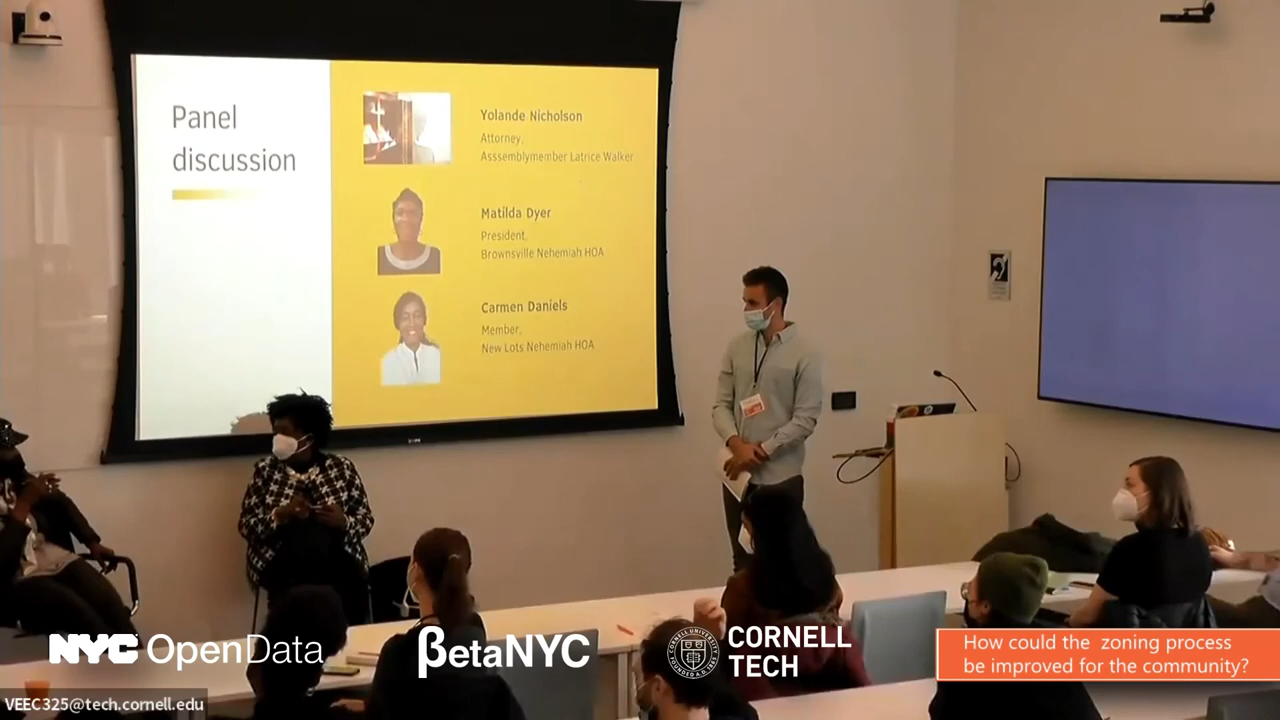 Panel
discussion
Yolande Nicholson
Attorney,
Asssemblymember Latrice Walker
Matilda Dyer
President,
Brownsville Nehemiah HOA
Carmen Daniels
Member,
New Lots Nehemiah HOA
NYC OpenData
βetaNYC
CORNELL
TECH
How could the zoning process
be improved for the community?
VEEC325@tech.cornell.edu